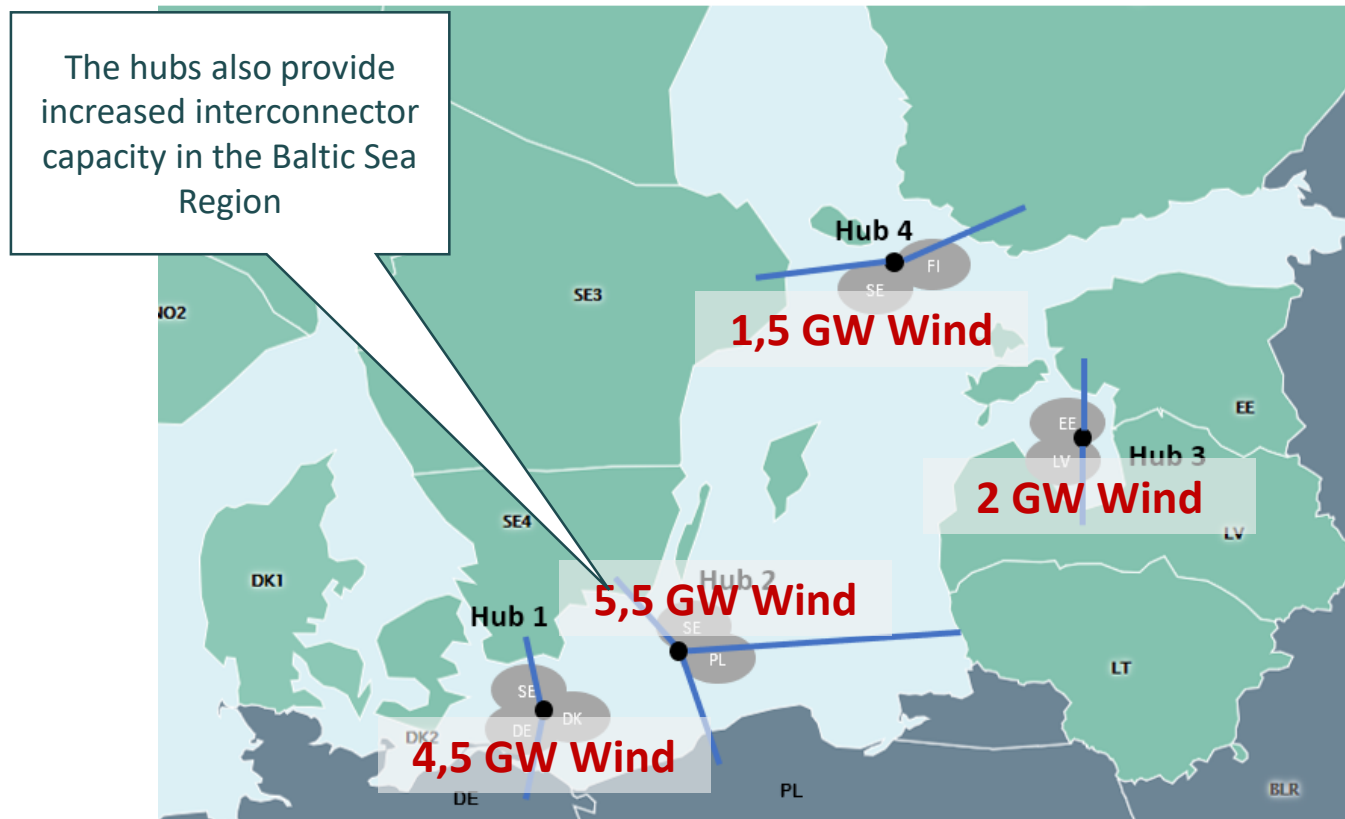 The hubs also provide
increased interconnector
capacity in the Baltic Sea
Region
Hub 4
FI
SE
SE3
NO2
1,5 GW Wind
EE
EE
LV
Hub 3
2 GW Wind
LV
SE4
DK1
Hub 2
5,5 GW Wind
Hub 1
SE
PL
LT
SE
DK
DE
DK2
4,5 GW Wind
DE
PL
BLR